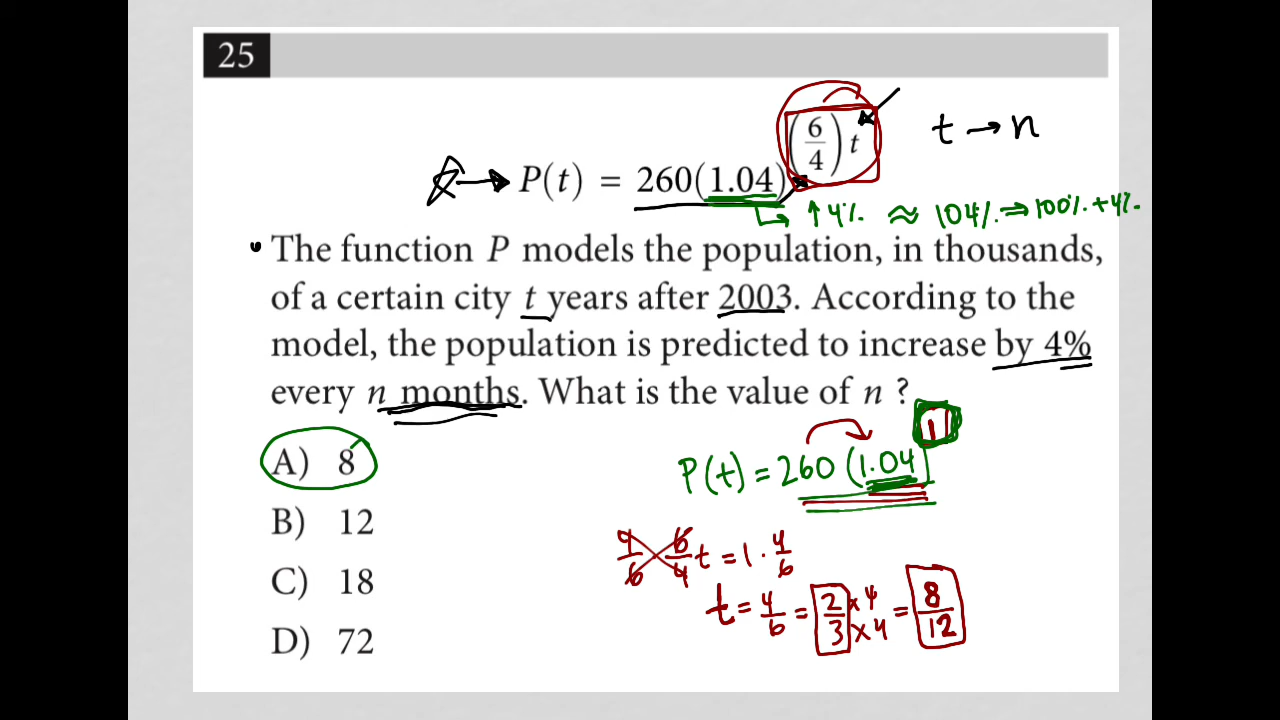 25
P(t) = 260(1.04)^(6/4)t
t → n
↑ 4% ≈ 104% ⇒ 100% + 4%
The function P models the population, in thousands,
of a certain city t years after 2003. According to the
model, the population is predicted to increase by 4%
every n months. What is the value of n ?
A) 8
B) 12
C) 18
D) 72
P(t) = 260 (1.04)^1
4/6 6/4 t = 1 · 4/6
t = 4/6 = 2/3 ×4 ×4 = 8/12